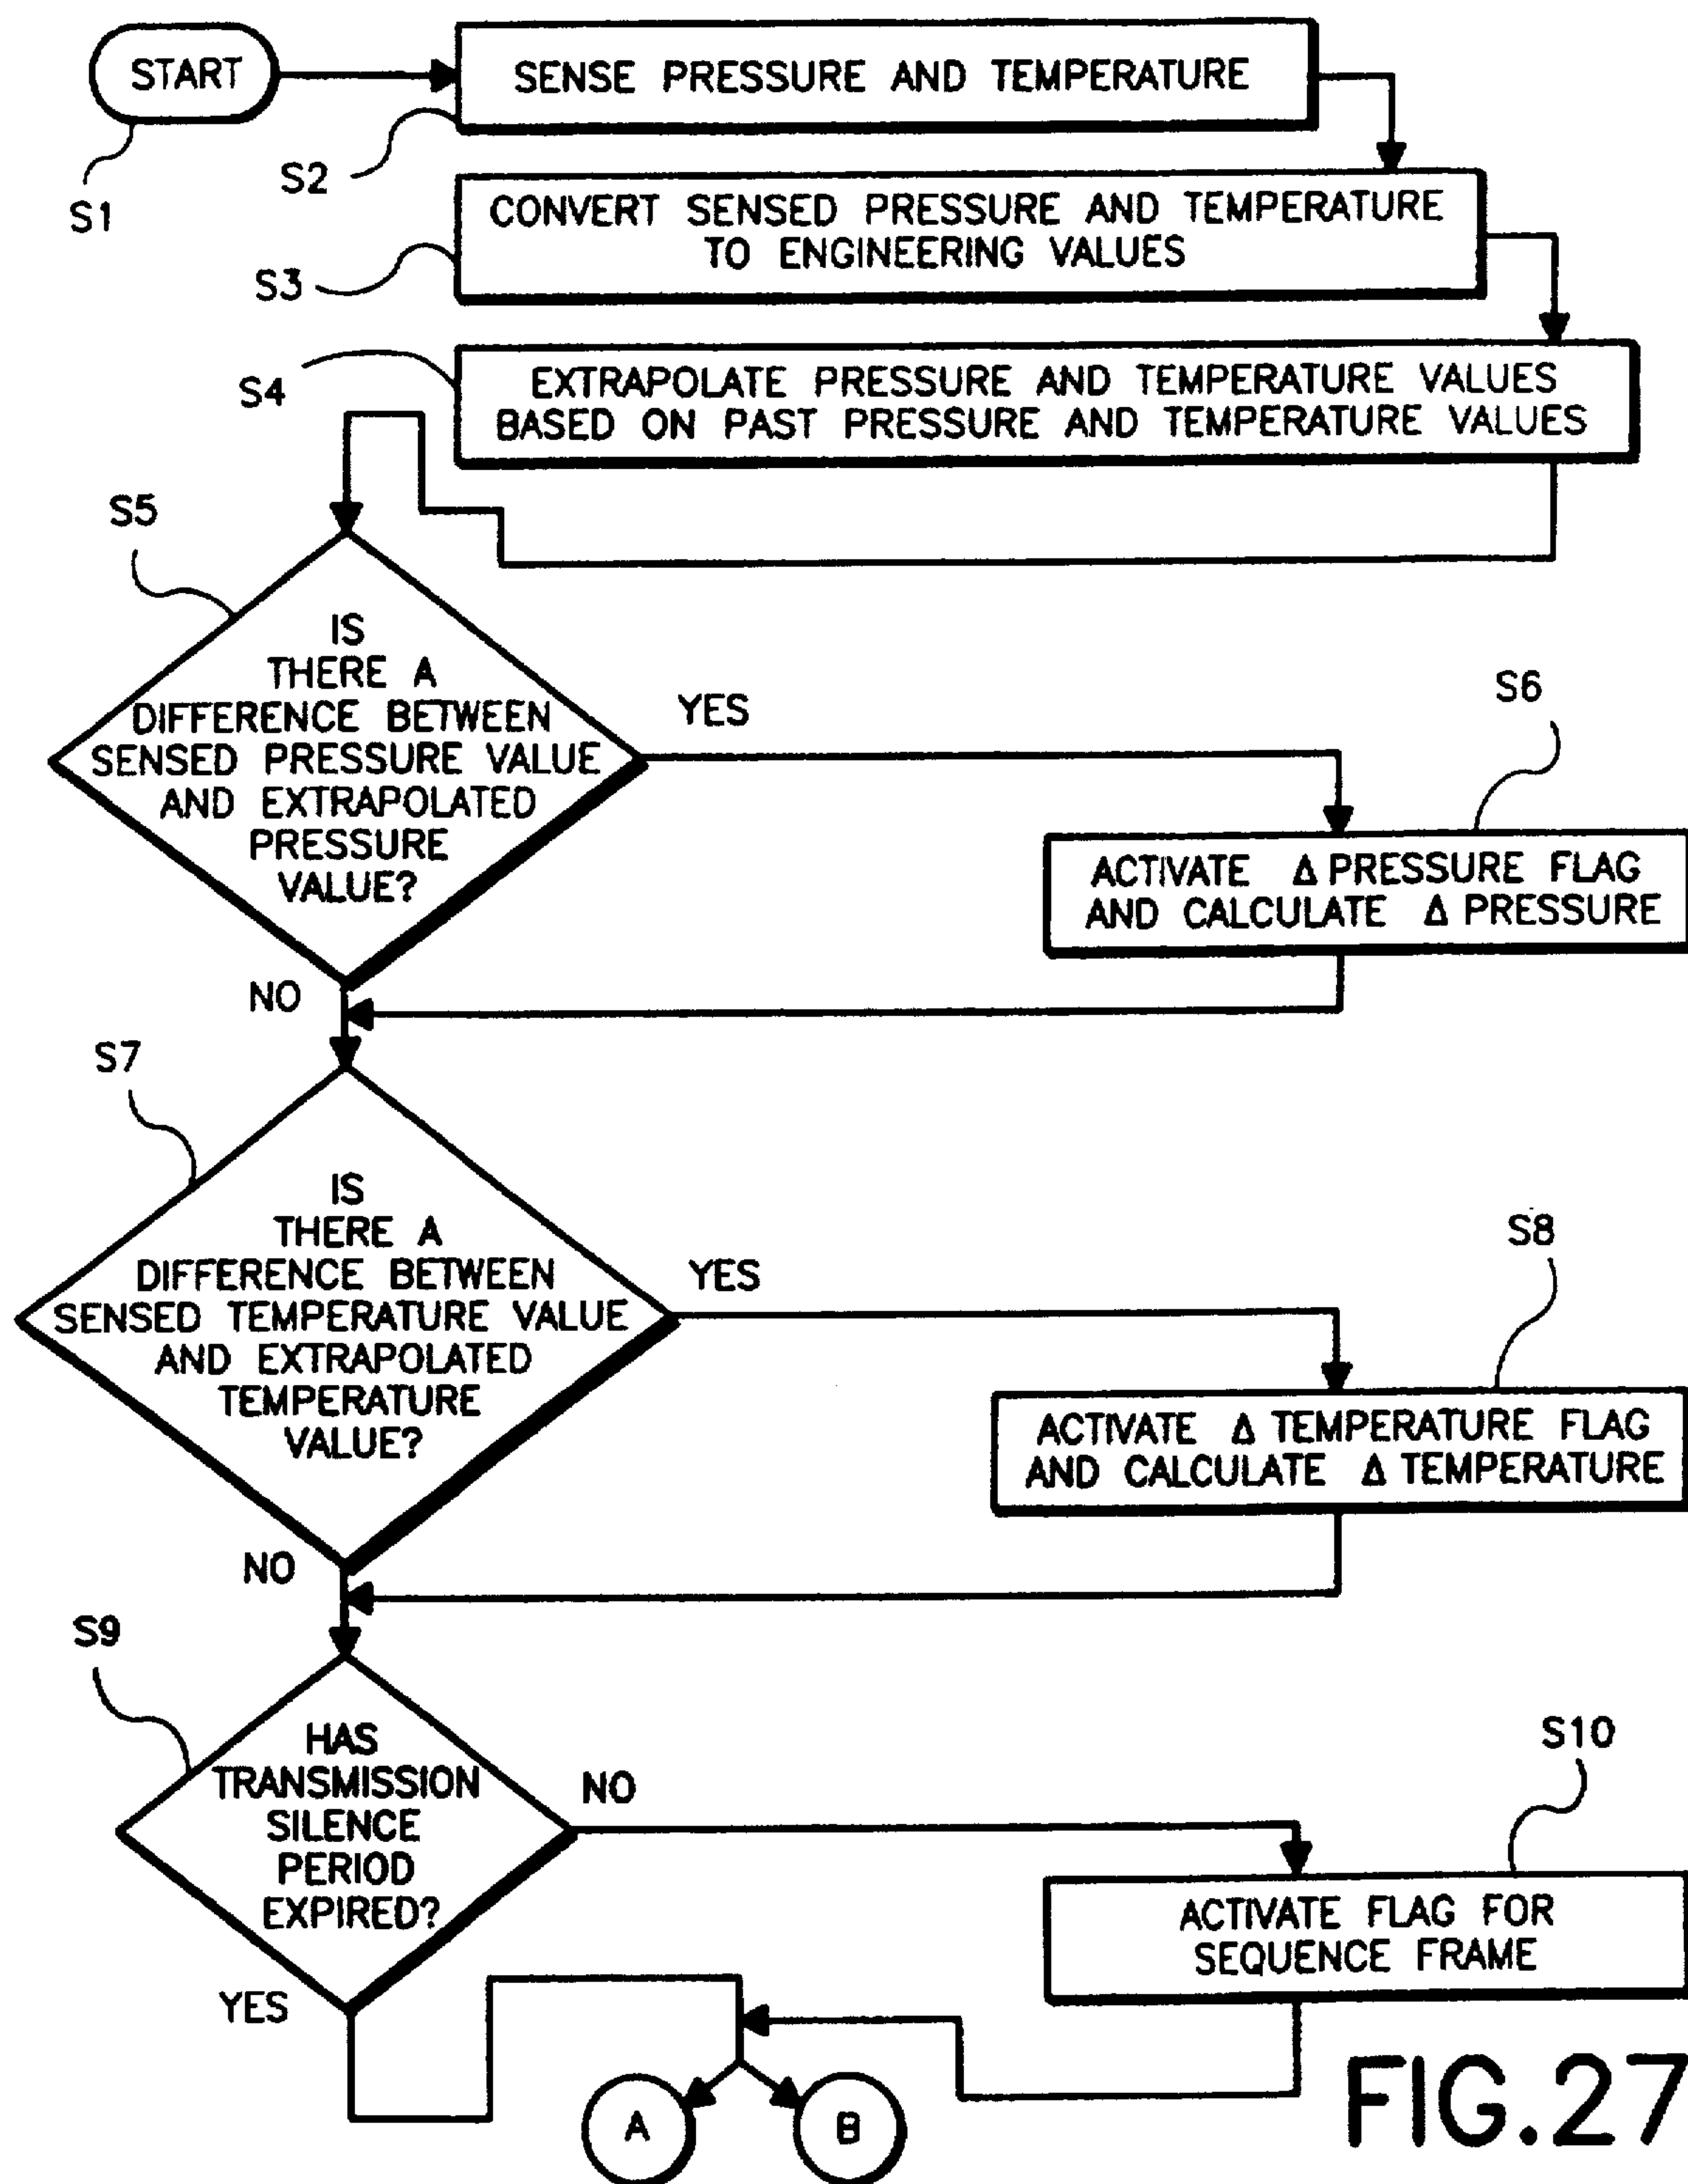 START
SENSE PRESSURE AND TEMPERATURE
S1
S2
CONVERT SENSED PRESSURE AND TEMPERATURE
TO ENGINEERING VALUES
S3
EXTRAPOLATE PRESSURE AND TEMPERATURE VALUES
BASED ON PAST PRESSURE AND TEMPERATURE VALUES
S4
S5
IS
THERE A
DIFFERENCE BETWEEN
SENSED PRESSURE VALUE
AND EXTRAPOLATED
PRESSURE
VALUE?
YES
S6
ACTIVATE Δ PRESSURE FLAG
AND CALCULATE Δ PRESSURE
NO
S7
IS
THERE A
DIFFERENCE BETWEEN
SENSED TEMPERATURE VALUE
AND EXTRAPOLATED
TEMPERATURE
VALUE?
YES
S8
ACTIVATE Δ TEMPERATURE FLAG
AND CALCULATE Δ TEMPERATURE
NO
S9
HAS
TRANSMISSION
SILENCE
PERIOD
EXPIRED?
NO
S10
ACTIVATE FLAG FOR
SEQUENCE FRAME
YES
A
B
FIG.27